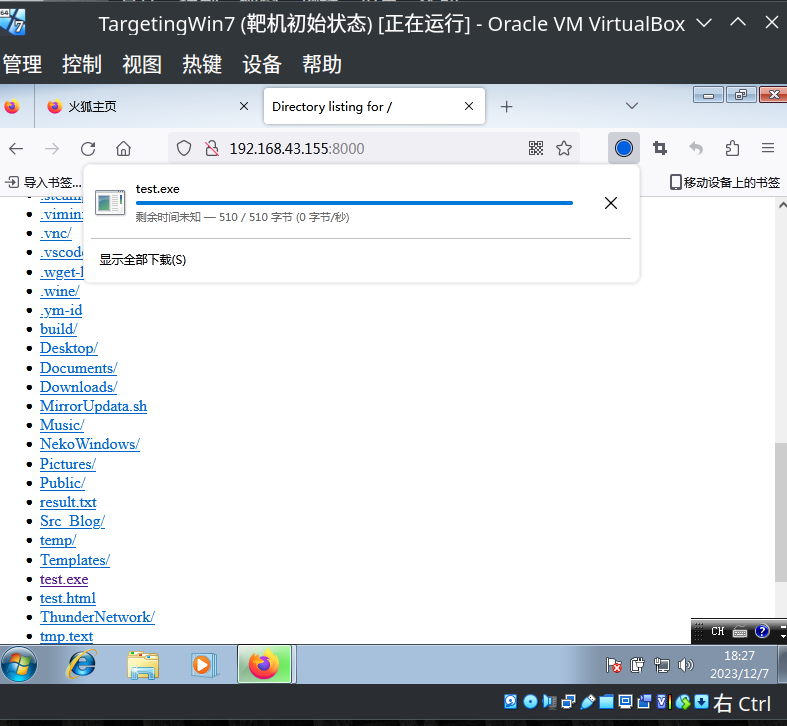 TargetingWin7 (靶机初始状态) [正在运行] - Oracle VM VirtualBox
管理 控制 视图 热键 设备 帮助
火狐主页
Directory listing for /
192.168.43.155:8000
导入书签...
移动设备上的书签
test.exe
剩余时间未知 — 510 / 510 字节 (0 字节/秒)
显示全部下载(S)
.vimini
.vnc/
.vscod
.wget-h
.wine/
.ym-id
build/
Desktop/
Documents/
Downloads/
MirrorUpdata.sh
Music/
NekoWindows/
Pictures/
Public/
result.txt
Src_Blog/
temp/
Templates/
test.exe
test.html
ThunderNetwork/
tmp.text
CH
18:27
2023/12/7
右 Ctrl